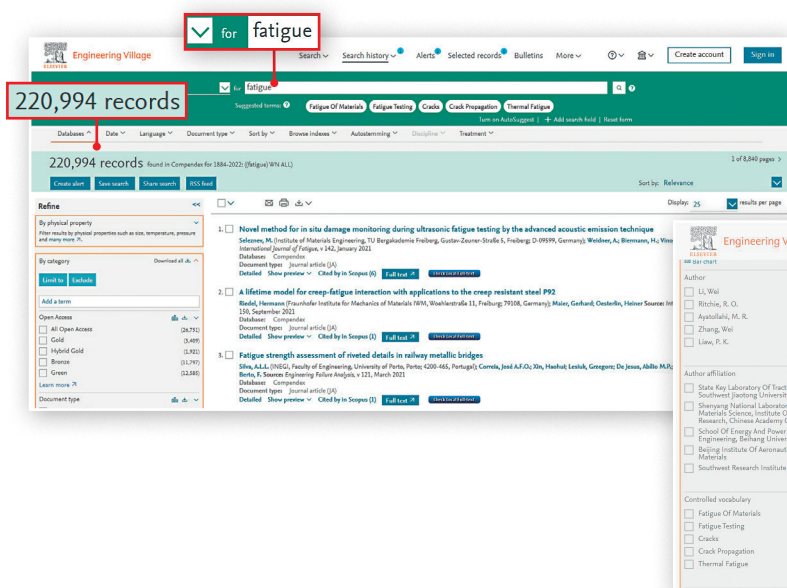 for fatigue
ELSEVIER
Engineering Village
Search
Search history
Alerts
Selected records
Bulletins
More
Create account
Sign in
220,994 records
for fatigue
Suggested terms:
Fatigue Of Materials
Fatigue Testing
Cracks
Crack Propagation
Thermal Fatigue
Turn on AutoSuggest | + Add search field | Reset form
Databases
Date
Language
Document type
Sort by
Browse indexes
Autostemming
Discipline
Treatment
220,994 records found in Compendex for 1884-2022: ((fatigue) WN ALL)
1 of 8,840 pages >
Create alert
Save search
Share search
RSS feed
Sort by: Relevance
Refine <<
Display: 25 results per page
By physical property
Filter results by physical properties such as size, temperature, pressure
and many more
By category
Download all
Limit to
Exclude
Add a term
Open Access
All Open Access (26,751)
Gold (5,409)
Hybrid Gold (1,921)
Bronze (11,797)
Green (12,585)
Learn more
Document type
1. Novel method for in situ damage monitoring during ultrasonic fatigue testing by the advanced acoustic emission technique
Seleznev, M. (Institute of Materials Engineering, TU Bergakademie Freiberg, Gustav-Zeuner-Straße 5, Freiberg; D-09599, Germany); Weidner, A.; Biermann, H.; Vino
International Journal of Fatigue, v 142, January 2021
Database: Compendex
Document type: Journal article (JA)
Detailed Show preview Cited by in Scopus (6) Full text Check Local Full text
2. A lifetime model for creep-fatigue interaction with applications to the creep resistant steel P92
Riedel, Hermann (Fraunhofer Institute for Mechanics of Materials IWM, Woehlerstraße 11, Freiburg; 79108, Germany); Maier, Gerhard; Oesterlin, Heiner Source: Int
150, September 2021
Database: Compendex
Document type: Journal article (JA)
Detailed Show preview Cited by in Scopus (1) Full text Check Local Full text
3. Fatigue strength assessment of riveted details in railway metallic bridges
Silva, A.L.L. (INEGI, Faculty of Engineering, University of Porto, Porto; 4200-465, Portugal); Correia, José A.F.O.; Xin, Haohui; Lesiuk, Grzegorz; De Jesus, Abílio M.P.;
Berto, F. Source: Engineering Failure Analysis, v 121, March 2021
Database: Compendex
Document type: Journal article (JA)
Detailed Show preview Cited by in Scopus (1) Full text Check Local Full text
ELSEVIER
Engineering V
Bar chart
Author
Li, Wei
Ritchie, R. O.
Ayatollahi, M. R.
Zhang, Wei
Liaw, P. K.
Author affiliation
State Key Laboratory Of Tract
Southwest Jiaotong Universit
Shenyang National Laborator
Materials Science, Institute O
Research, Chinese Academy O
School Of Energy And Power
Engineering, Beihang Univer
Beijing Institute Of Aeronaut
Materials
Southwest Research Institute
Controlled vocabulary
Fatigue Of Materials
Fatigue Testing
Cracks
Crack Propagation
Thermal Fatigue